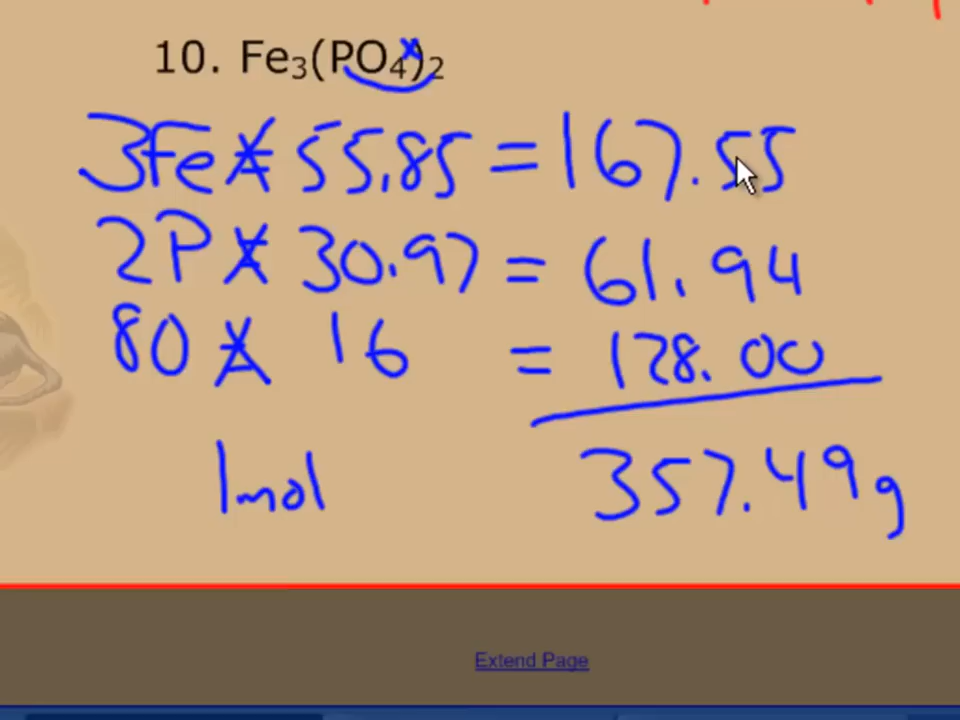 10. Fe₃(PO₄)₂
3Fe × 55.85 = 167.55
2P × 30.97 = 61.94
8O × 16 = 128.00
1mol 357.49g
Extend Page